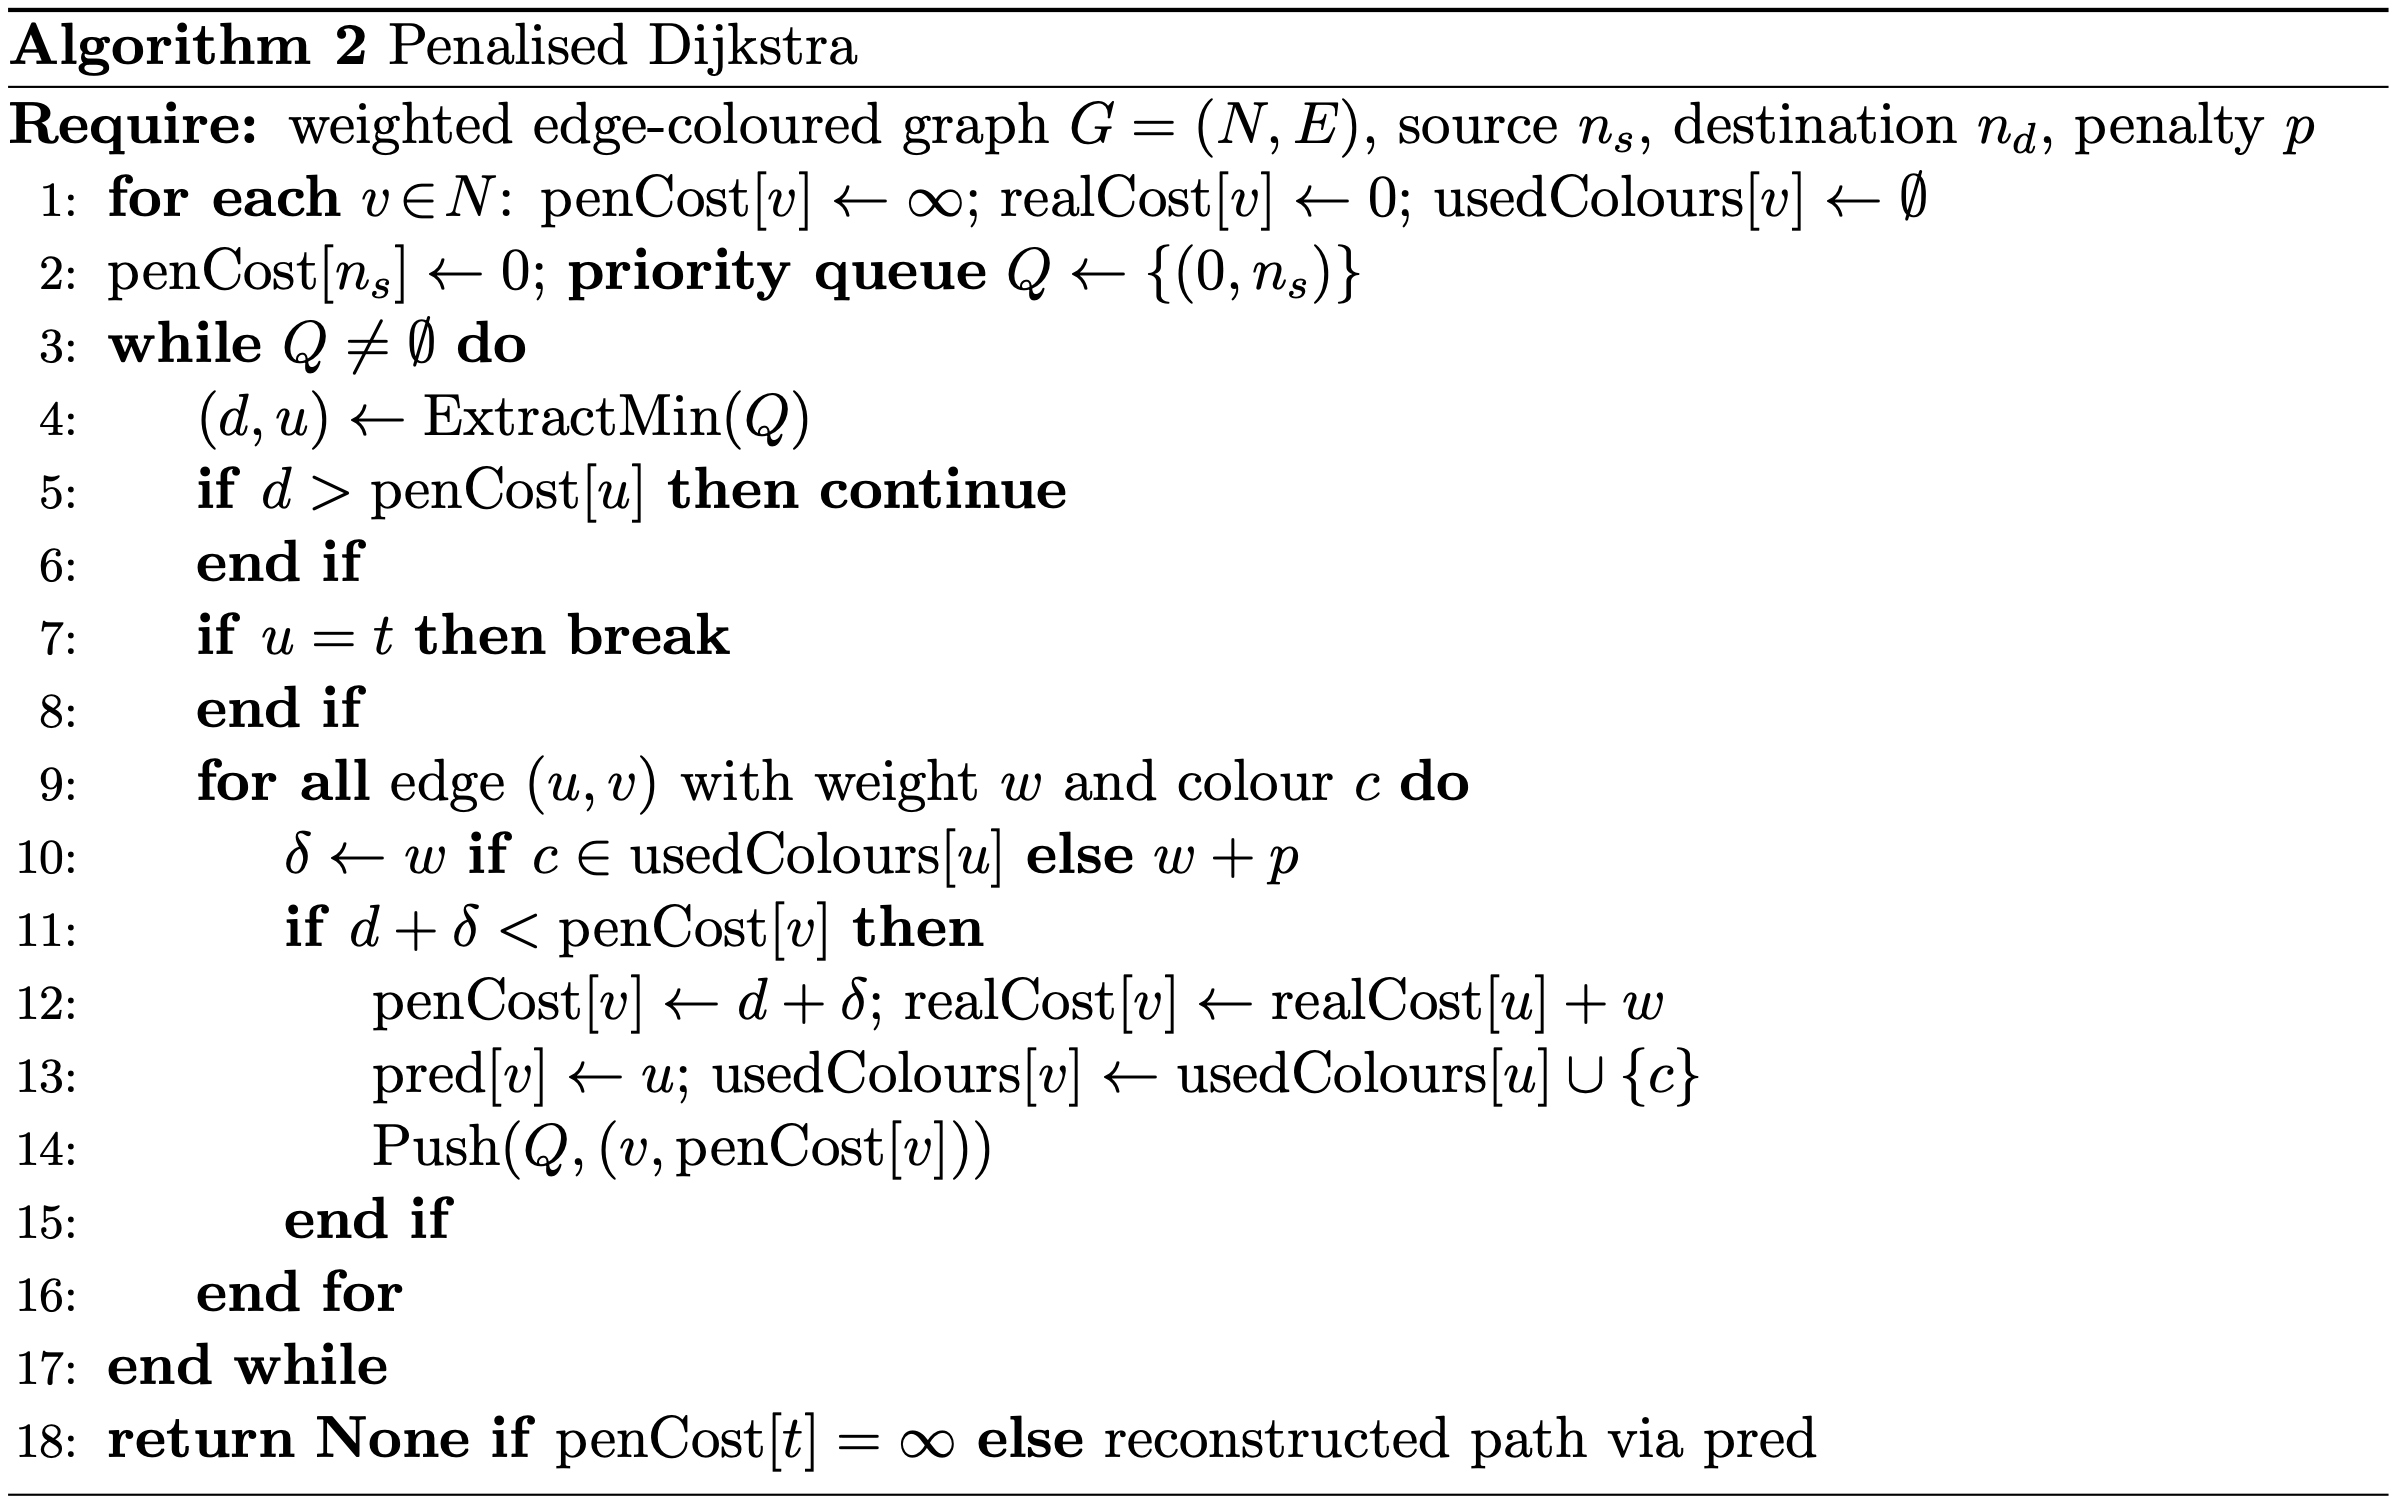 Algorithm 2 Penalised Dijkstra
Require: weighted edge-coloured graph G = (N, E), source n_s, destination n_d, penalty p
1: for each v ∈ N: penCost[v] ← ∞; realCost[v] ← 0; usedColours[v] ← ∅
2: penCost[n_s] ← 0; priority queue Q ← {(0, n_s)}
3: while Q ≠ ∅ do
4: (d, u) ← ExtractMin(Q)
5: if d > penCost[u] then continue
6: end if
7: if u = t then break
8: end if
9: for all edge (u, v) with weight w and colour c do
10: δ ← w if c ∈ usedColours[u] else w + p
11: if d + δ < penCost[v] then
12: penCost[v] ← d + δ; realCost[v] ← realCost[u] + w
13: pred[v] ← u; usedColours[v] ← usedColours[u] ∪ {c}
14: Push(Q, (v, penCost[v]))
15: end if
16: end for
17: end while
18: return None if penCost[t] = ∞ else reconstructed path via pred